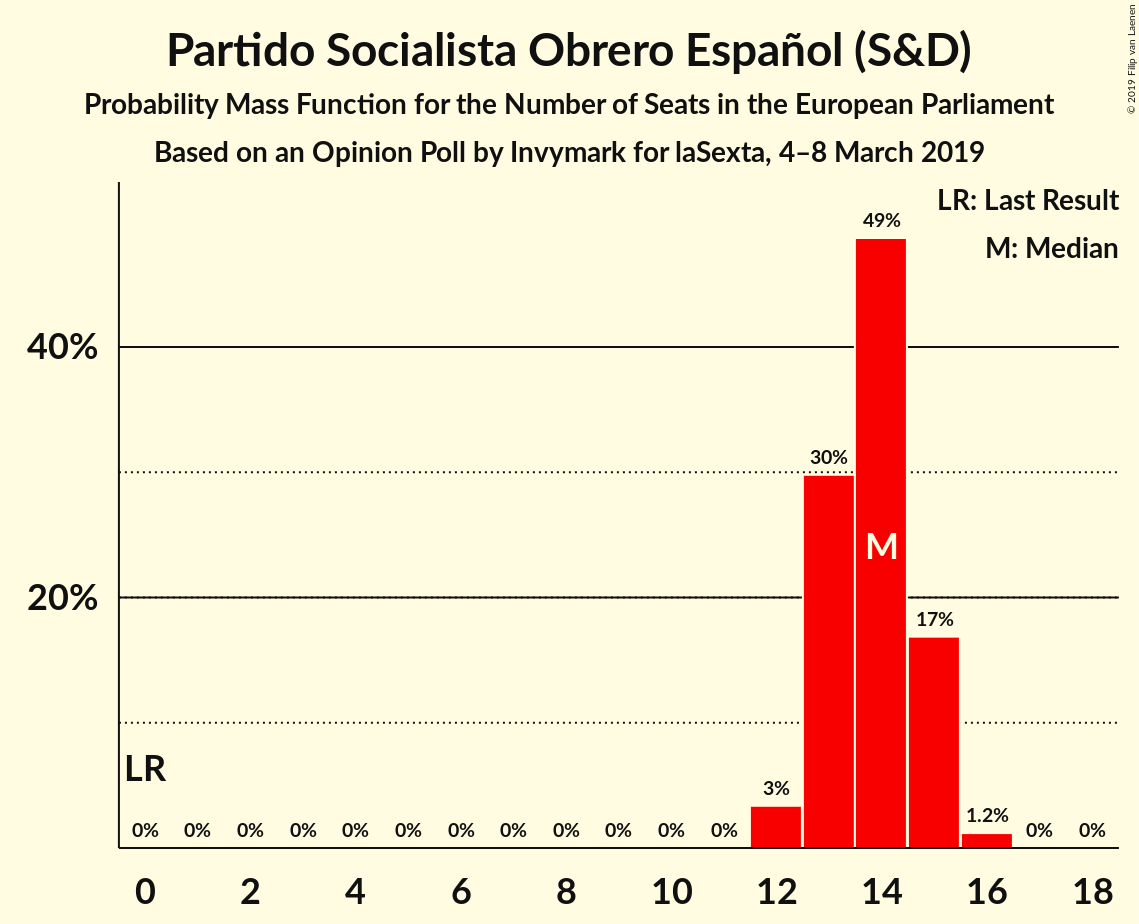 Partido Socialista Obrero Español (S&D)
Probability Mass Function for the Number of Seats in the European Parliament
Based on an Opinion Poll by Invymark for laSexta, 4–8 March 2019
© 2019 Filip van Laenen
LR: Last Result
M: Median
49%
40%
30%
M
20%
17%
LR
3%
1.2%
0% 0% 0% 0% 0% 0% 0% 0% 0% 0% 0% 0% 0% 0%
0 2 4 6 8 10 12 14 16 18